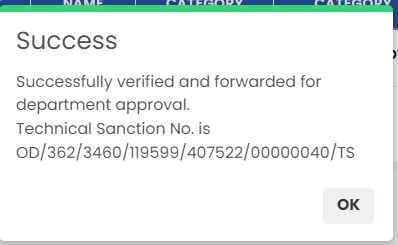 NAME CATEGORY CATEGORY
Success
Successfully verified and forwarded for
department approval.
Technical Sanction No. is
OD/362/3460/119599/407522/00000040/TS
OK